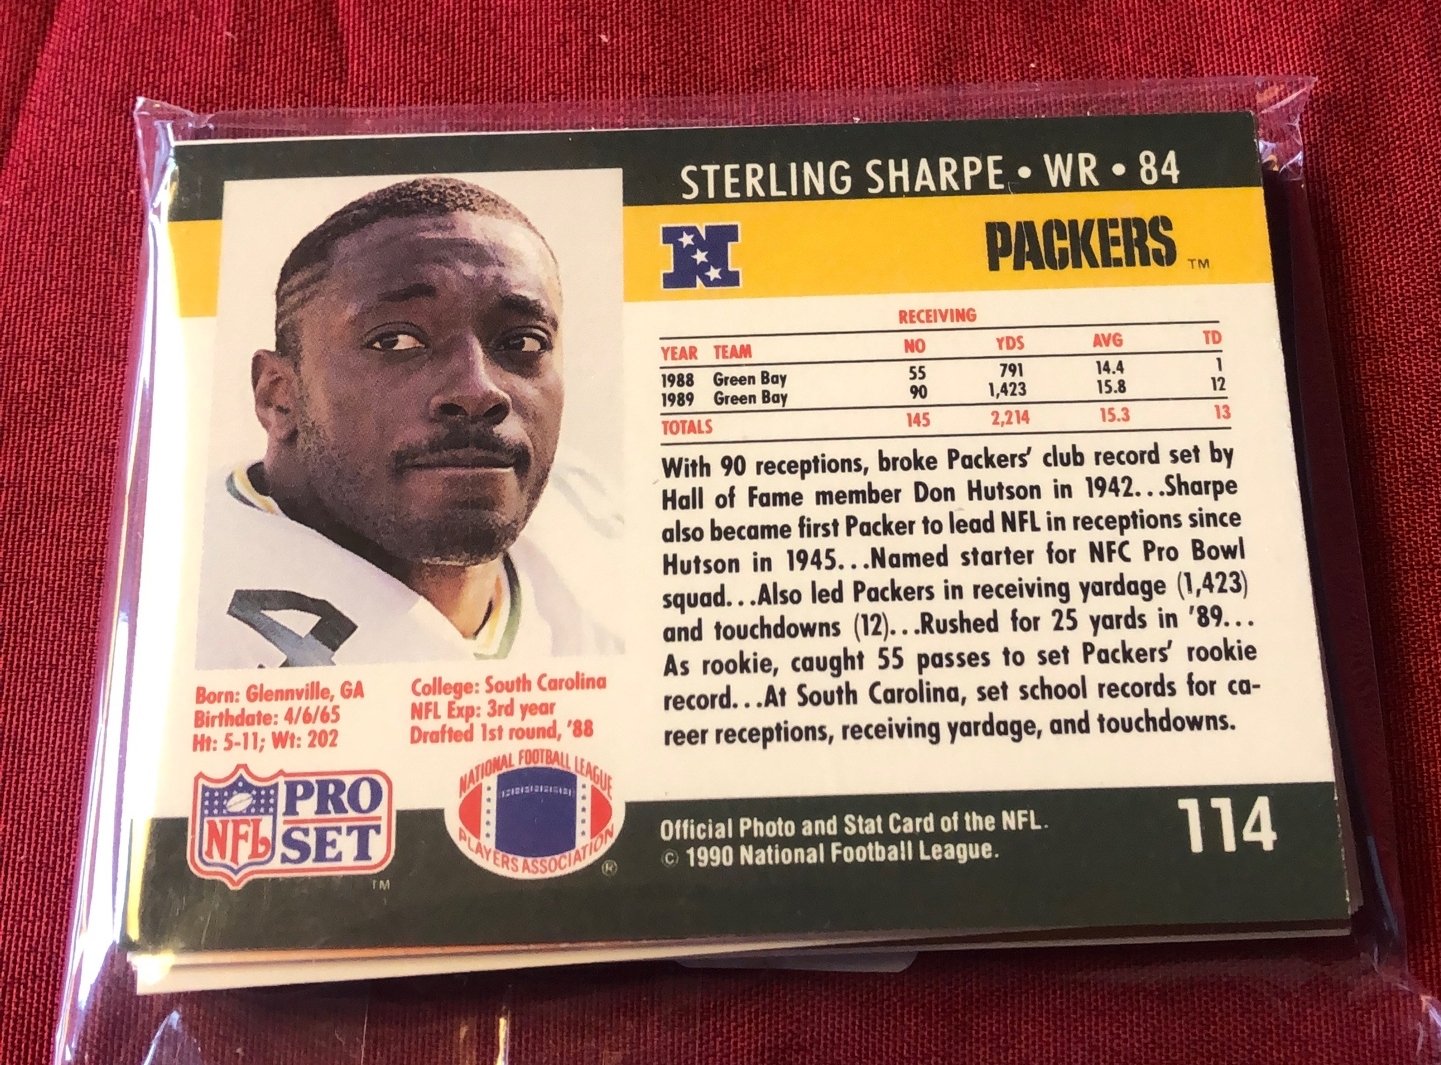 STERLING SHARPE • WR • 84
N
PACKERS TM
RECEIVING
YEAR TEAM NO YDS AVG TD
1988 Green Bay 55 791 14.4 1
1989 Green Bay 90 1,423 15.8 12
TOTALS 145 2,214 15.3 13
With 90 receptions, broke Packers' club record set by
Hall of Fame member Don Hutson in 1942...Sharpe
also became first Packer to lead NFL in receptions since
Hutson in 1945...Named starter for NFC Pro Bowl
squad...Also led Packers in receiving yardage (1,423)
and touchdowns (12)...Rushed for 25 yards in '89...
As rookie, caught 55 passes to set Packers' rookie
record...At South Carolina, set school records for ca-
reer receptions, receiving yardage, and touchdowns.
4
Born: Glennville, GA
Birthdate: 4/6/65
Ht: 5-11; Wt: 202
College: South Carolina
NFL Exp: 3rd year
Drafted 1st round, '88
NFL PRO
SET TM
NATIONAL FOOTBALL LEAGUE
PLAYERS ASSOCIATION ®
Official Photo and Stat Card of the NFL.
© 1990 National Football League.
114